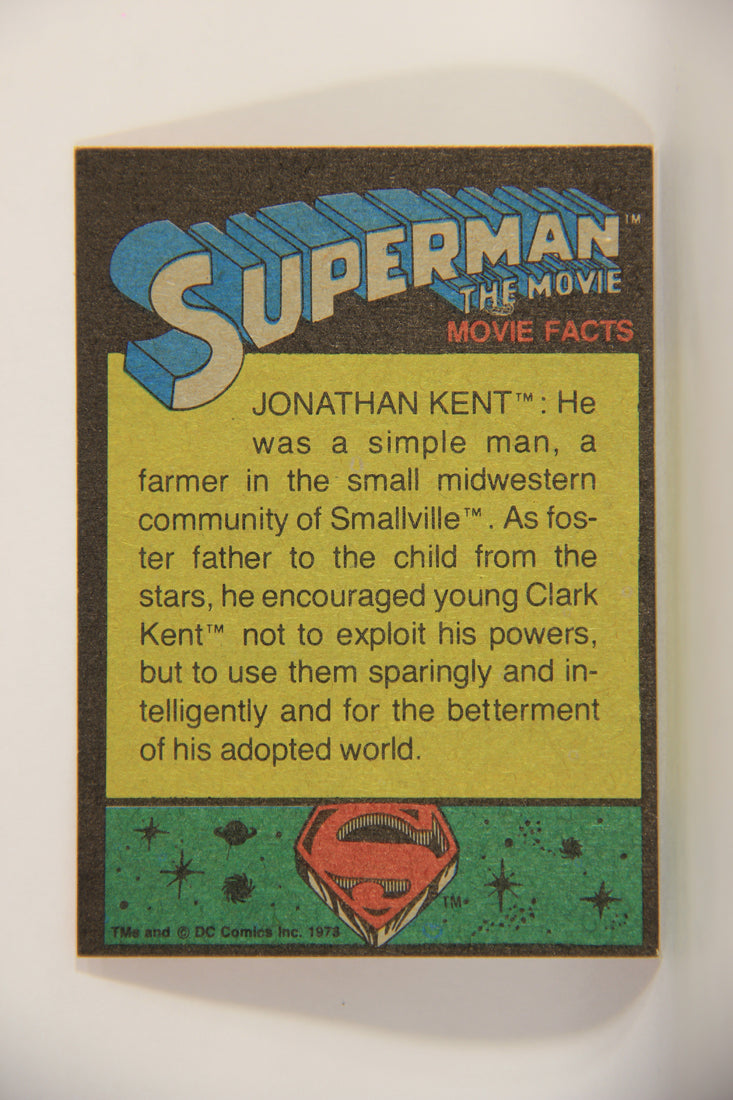 SUPERMAN™
THE MOVIE
MOVIE FACTS
JONATHAN KENT™: He
was a simple man, a
farmer in the small midwestern
community of Smallville™. As fos-
ter father to the child from the
stars, he encouraged young Clark
Kent™ not to exploit his powers,
but to use them sparingly and in-
telligently and for the betterment
of his adopted world.
S
TM
TMs and © DC Comics Inc. 1978